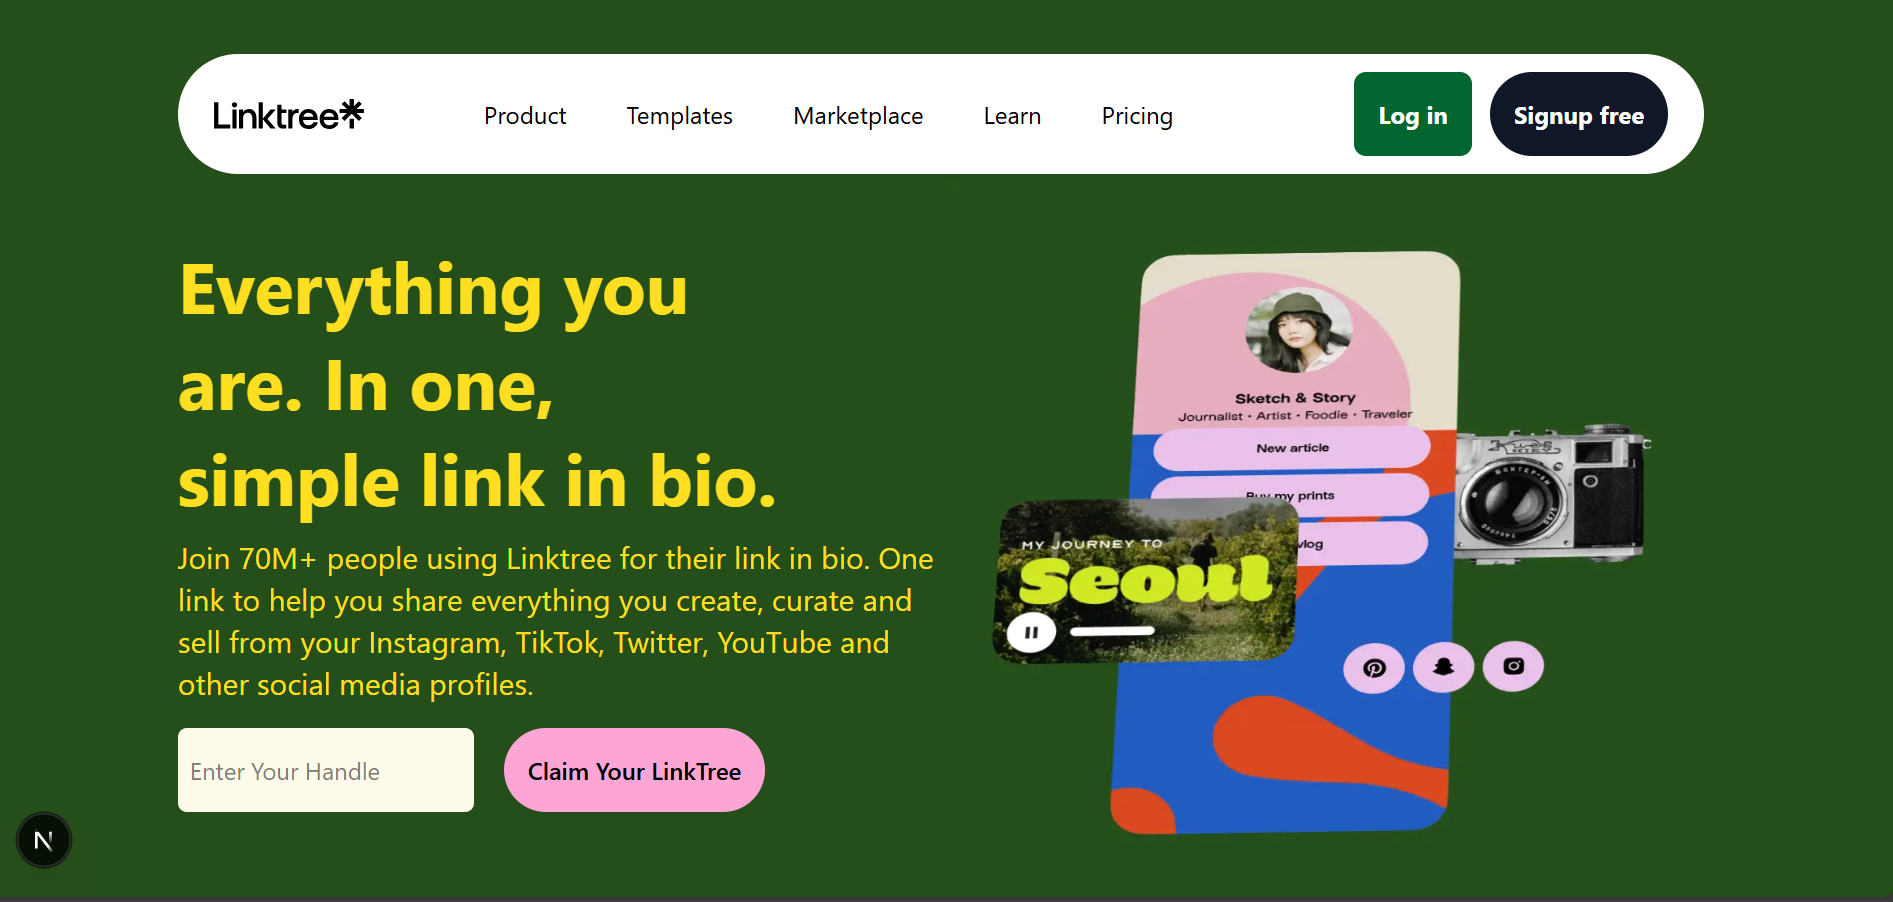 Linktree*
Product
Templates
Marketplace
Learn
Pricing
Log in
Signup free
Everything you
are. In one,
simple link in bio.
Join 70M+ people using Linktree for their link in bio. One
link to help you share everything you create, curate and
sell from your Instagram, TikTok, Twitter, YouTube and
other social media profiles.
Enter Your Handle
Claim Your LinkTree
Sketch & Story
Journalist • Artist • Foodie • Traveler
New article
Buy my prints
vlog
MY JOURNEY TO
Seoul
N